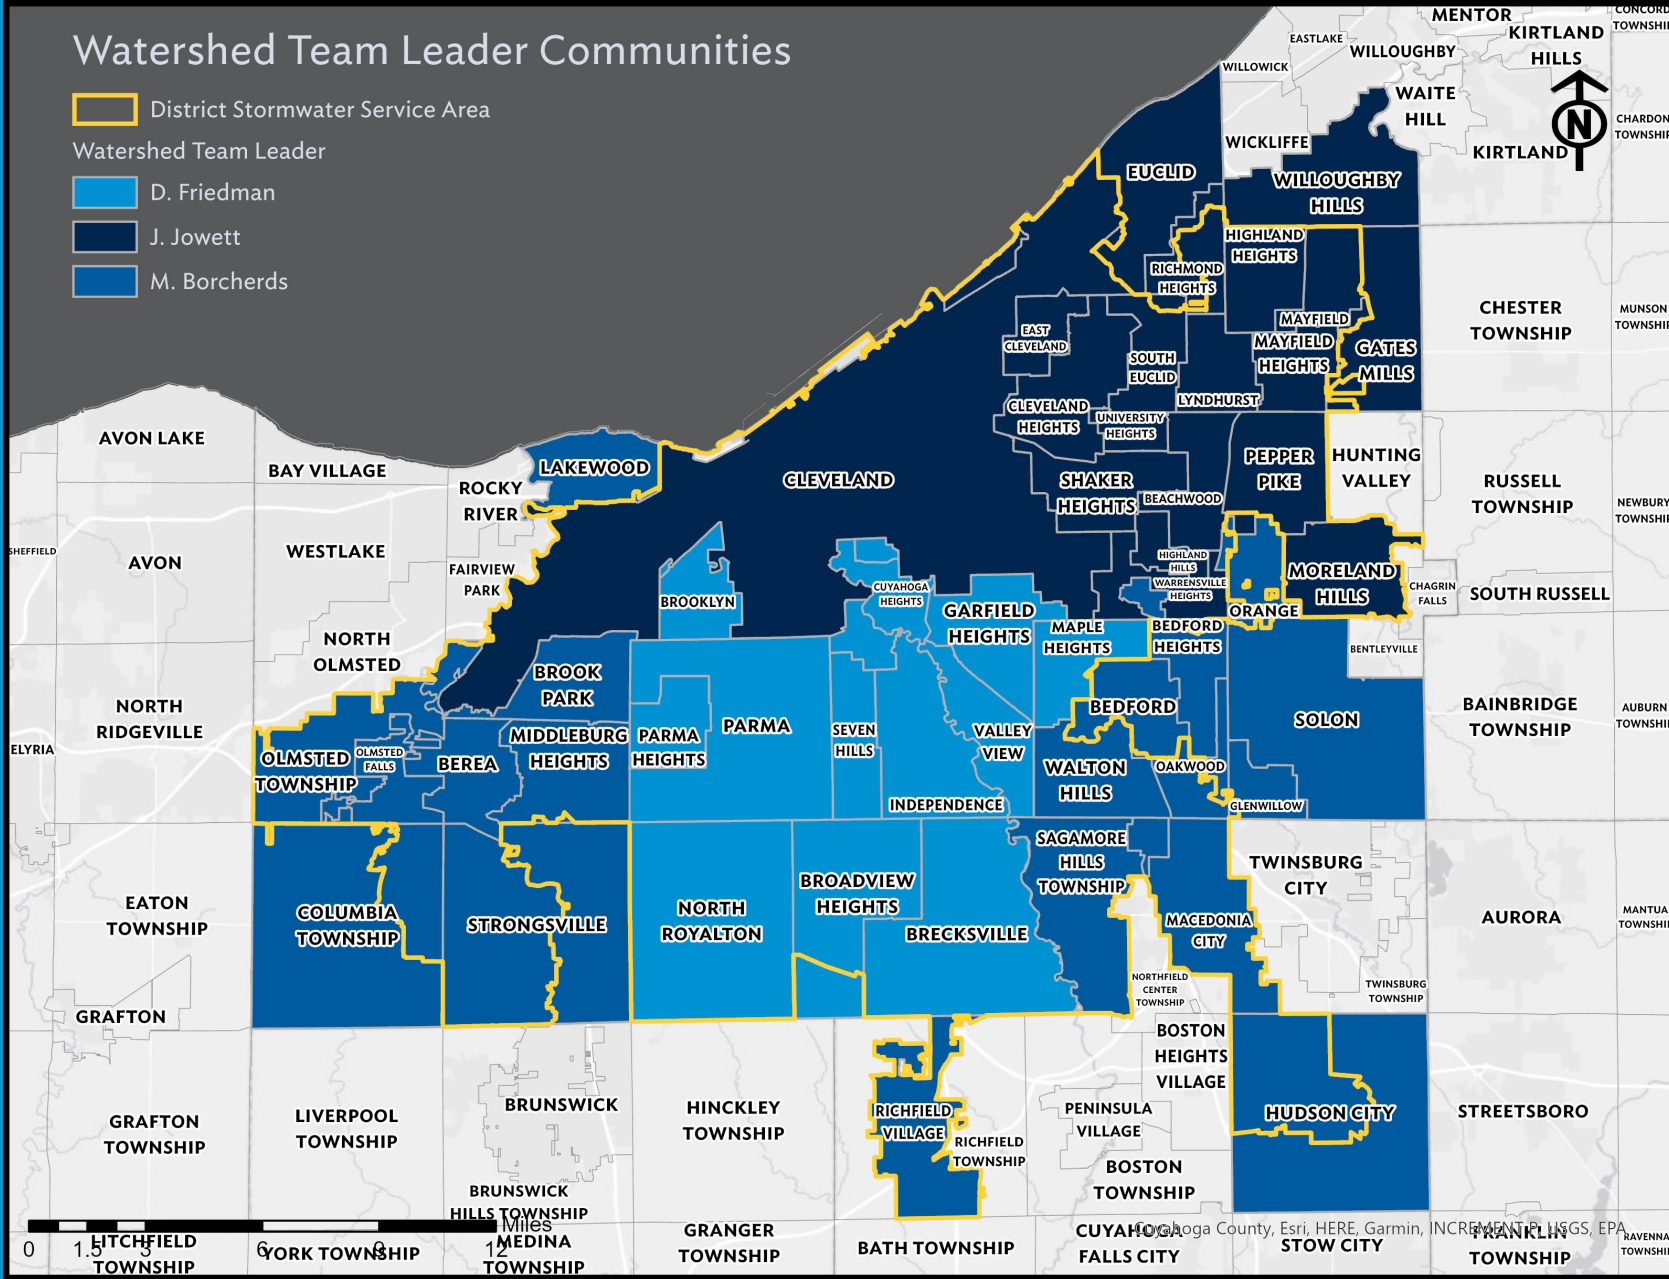 Watershed Team Leader Communities
District Stormwater Service Area
Watershed Team Leader
D. Friedman
J. Jowett
M. Borcherds
N
CONCORD
TOWNSHIP
MENTOR
EASTLAKE
WILLOUGHBY
KIRTLAND
HILLS
WILLOWICK
WAITE
HILL
CHARDON
TOWNSHIP
WICKLIFFE
KIRTLAND
EUCLID
WILLOUGHBY
HILLS
HIGHLAND
HEIGHTS
RICHMOND
HEIGHTS
CHESTER
TOWNSHIP
MUNSON
TOWNSHIP
MAYFIELD
EAST
CLEVELAND
MAYFIELD
HEIGHTS
GATES
MILLS
SOUTH
EUCLID
LYNDHURST
CLEVELAND
HEIGHTS
UNIVERSITY
HEIGHTS
AVON LAKE
BAY VILLAGE
LAKEWOOD
ROCKY
RIVER
CLEVELAND
SHAKER
HEIGHTS
BEACHWOOD
PEPPER
PIKE
HUNTING
VALLEY
RUSSELL
TOWNSHIP
NEWBURY
TOWNSHIP
SHEFFIELD
AVON
WESTLAKE
FAIRVIEW
PARK
HIGHLAND
HILLS
WARRENSVILLE
HEIGHTS
MORELAND
HILLS
ORANGE
CHAGRIN
FALLS
SOUTH RUSSELL
BROOKLYN
CUYAHOGA
HEIGHTS
GARFIELD
HEIGHTS
MAPLE
HEIGHTS
BEDFORD
HEIGHTS
BENTLEYVILLE
NORTH
OLMSTED
BROOK
PARK
NORTH
RIDGEVILLE
ELYRIA
OLMSTED
TOWNSHIP
OLMSTED
FALLS
BEREA
MIDDLEBURG
HEIGHTS
PARMA
HEIGHTS
PARMA
SEVEN
HILLS
VALLEY
VIEW
INDEPENDENCE
BEDFORD
WALTON
HILLS
OAKWOOD
SOLON
GLENWILLOW
BAINBRIDGE
TOWNSHIP
AUBURN
TOWNSHIP
EATON
TOWNSHIP
COLUMBIA
TOWNSHIP
STRONGSVILLE
NORTH
ROYALTON
BROADVIEW
HEIGHTS
BRECKSVILLE
SAGAMORE
HILLS
TOWNSHIP
MACEDONIA
CITY
TWINSBURG
CITY
AURORA
MANTUA
TOWNSHIP
NORTHFIELD
CENTER
TOWNSHIP
TWINSBURG
TOWNSHIP
GRAFTON
BOSTON
HEIGHTS
VILLAGE
GRAFTON
TOWNSHIP
LIVERPOOL
TOWNSHIP
BRUNSWICK
HINCKLEY
TOWNSHIP
RICHFIELD
VILLAGE
RICHFIELD
TOWNSHIP
PENINSULA
VILLAGE
HUDSON CITY
STREETSBORO
BOSTON
TOWNSHIP
BRUNSWICK
HILLS TOWNSHIP
Miles
0 1.5 3 6 9 12
LITCHFIELD
TOWNSHIP
YORK TOWNSHIP
MEDINA
TOWNSHIP
GRANGER
TOWNSHIP
BATH TOWNSHIP
CUYAHOGA
FALLS CITY
Cuyahoga County, Esri, HERE, Garmin, INCREMENT P, USGS, EPA
STOW CITY
FRANKLIN
TOWNSHIP
RAVENNA
TOWNSHIP